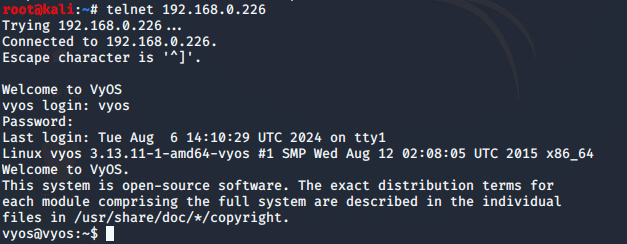 root@kali:~# telnet 192.168.0.226
Trying 192.168.0.226...
Connected to 192.168.0.226.
Escape character is '^]'.
Welcome to VyOS
vyos login: vyos
Password:
Last login: Tue Aug  6 14:10:29 UTC 2024 on tty1
Linux vyos 3.13.11-1-amd64-vyos #1 SMP Wed Aug 12 02:08:05 UTC 2015 x86_64
Welcome to VyOS.
This system is open-source software. The exact distribution terms for
each module comprising the full system are described in the individual
files in /usr/share/doc/*/copyright.
vyos@vyos:~$